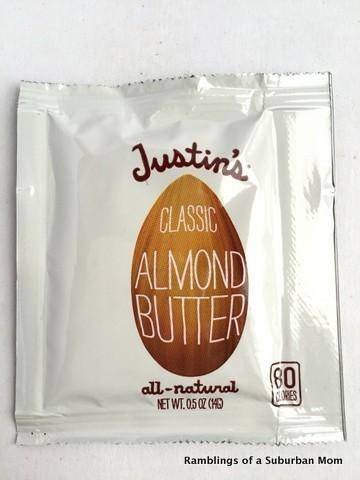 Justin's
CLASSIC
ALMOND
BUTTER
all-natural
NET WT. 0.5 OZ (14G)
80
CALORIES
Ramblings of a Suburban Mom